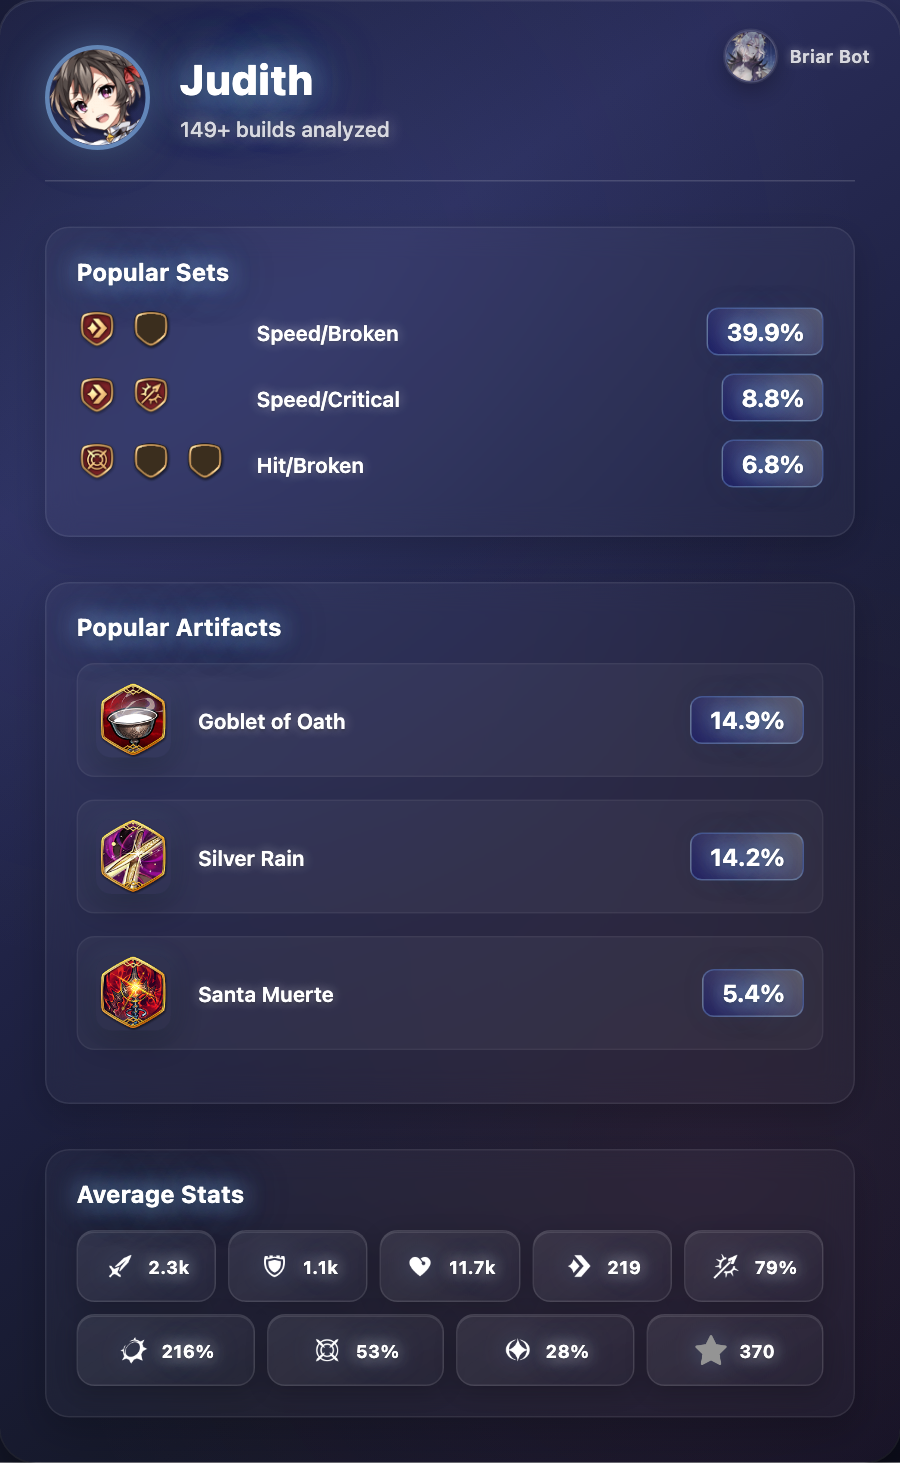 Judith
149+ builds analyzed
Briar Bot
Popular Sets
Speed/Broken 39.9%
Speed/Critical 8.8%
Hit/Broken 6.8%
Popular Artifacts
Goblet of Oath 14.9%
Silver Rain 14.2%
Santa Muerte 5.4%
Average Stats
2.3k 1.1k 11.7k 219 79%
216% 53% 28% 370